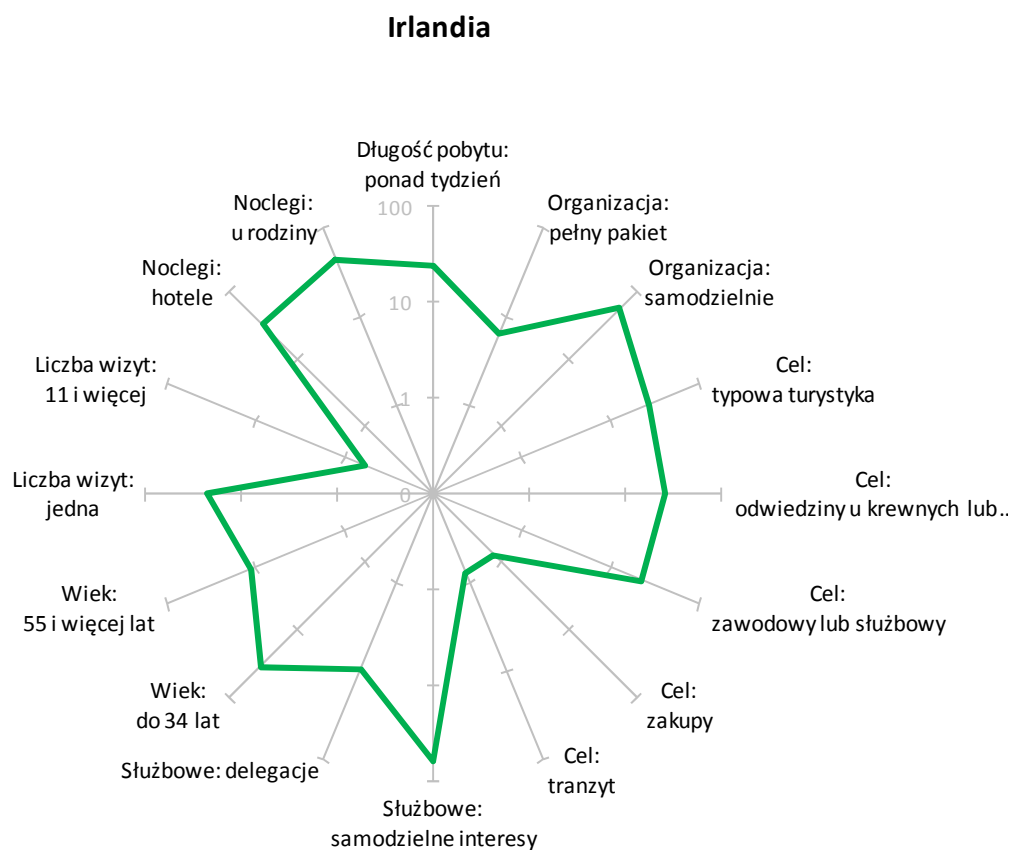 Irlandia
Długość pobytu:
ponad tydzień
Organizacja:
pełny pakiet
Organizacja:
samodzielnie
Cel:
typowa turystyka
Cel:
odwiedziny u krewnych lub..
Cel:
zawodowy lub służbowy
Cel:
zakupy
Cel:
tranzyt
Służbowe:
samodzielne interesy
Służbowe: delegacje
Wiek:
do 34 lat
Wiek:
55 i więcej lat
Liczba wizyt:
jedna
Liczba wizyt:
11 i więcej
Noclegi:
hotele
Noclegi:
u rodziny
100
10
1
0